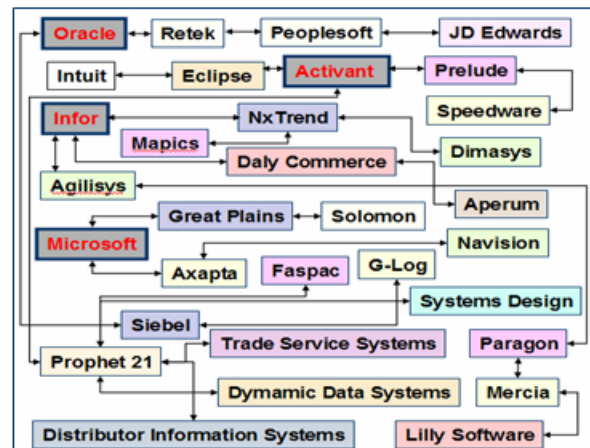 Oracle
Retek
Peoplesoft
JD Edwards
Intuit
Eclipse
Activant
Prelude
Speedware
Infor
NxTrend
Mapics
Dimasys
Daly Commerce
Agilisys
Aperum
Great Plains
Solomon
Microsoft
Navision
Axapta
Faspac
G-Log
Systems Design
Siebel
Trade Service Systems
Paragon
Prophet 21
Dymamic Data Systems
Mercia
Distributor Information Systems
Lilly Software